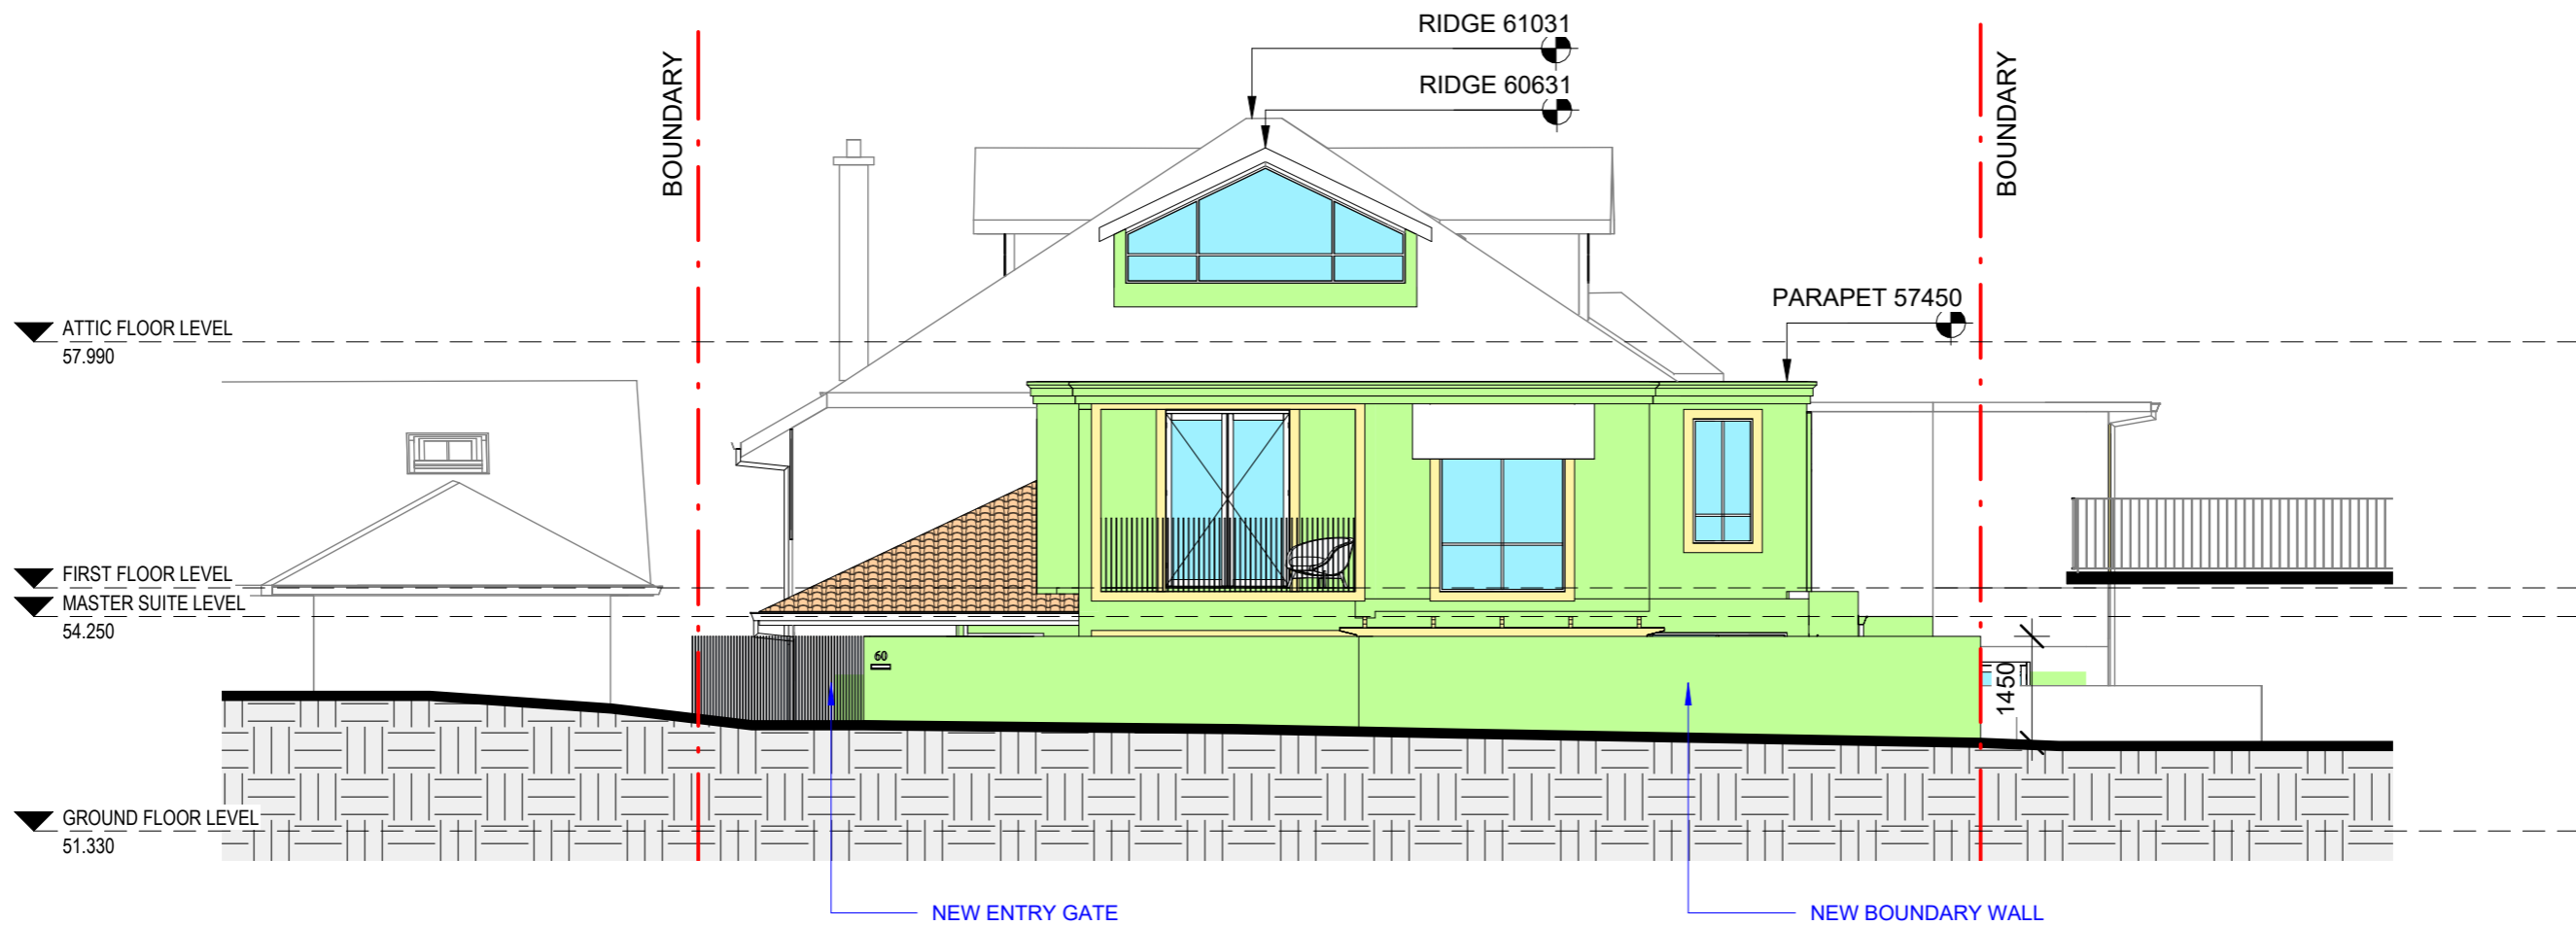 RIDGE 61031
RIDGE 60631
BOUNDARY
BOUNDARY
PARAPET 57450
ATTIC FLOOR LEVEL
57.990
FIRST FLOOR LEVEL
MASTER SUITE LEVEL
54.250
60
1450
GROUND FLOOR LEVEL
51.330
NEW ENTRY GATE
NEW BOUNDARY WALL